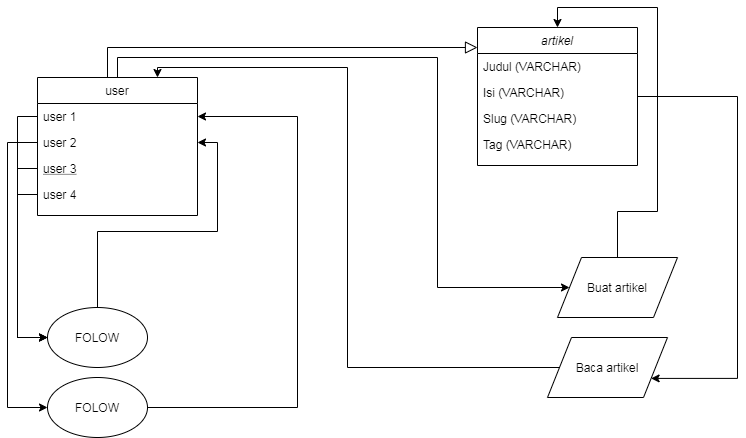 artikel
Judul (VARCHAR)
Isi (VARCHAR)
Slug (VARCHAR)
Tag (VARCHAR)
user
user 1
user 2
user 3
user 4
Buat artikel
Baca artikel
FOLOW
FOLOW